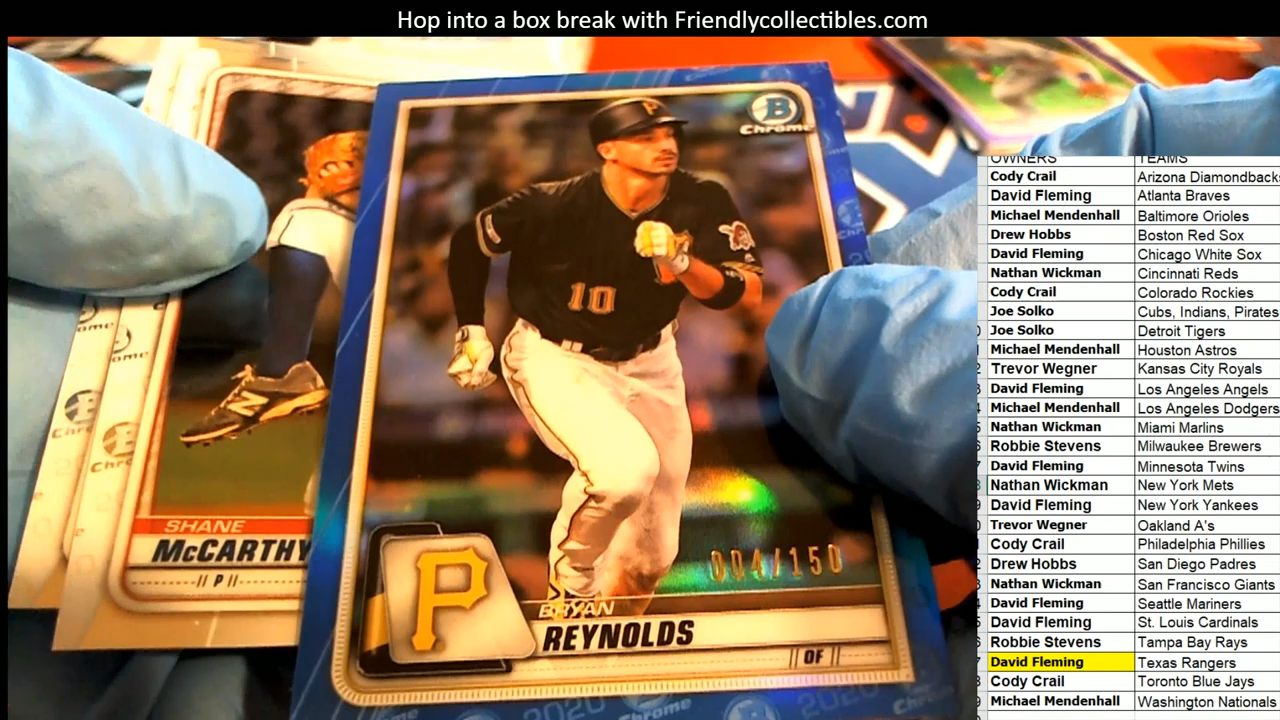 Hop into a box break with Friendlycollectibles.com
B
Chrome
P
10
SHANE
McCARTHY
P
004/150
P
BRYAN
REYNOLDS
OF
2020
Chrome
OWNERS TEAMS
Cody Crail Arizona Diamondbacks
David Fleming Atlanta Braves
Michael Mendenhall Baltimore Orioles
Drew Hobbs Boston Red Sox
David Fleming Chicago White Sox
Nathan Wickman Cincinnati Reds
Cody Crail Colorado Rockies
Joe Solko Cubs, Indians, Pirates
Joe Solko Detroit Tigers
Michael Mendenhall Houston Astros
Trevor Wegner Kansas City Royals
David Fleming Los Angeles Angels
Michael Mendenhall Los Angeles Dodgers
Nathan Wickman Miami Marlins
Robbie Stevens Milwaukee Brewers
David Fleming Minnesota Twins
Nathan Wickman New York Mets
David Fleming New York Yankees
Trevor Wegner Oakland A's
Cody Crail Philadelphia Phillies
Drew Hobbs San Diego Padres
Nathan Wickman San Francisco Giants
David Fleming Seattle Mariners
David Fleming St. Louis Cardinals
Robbie Stevens Tampa Bay Rays
David Fleming Texas Rangers
Cody Crail Toronto Blue Jays
Michael Mendenhall Washington Nationals